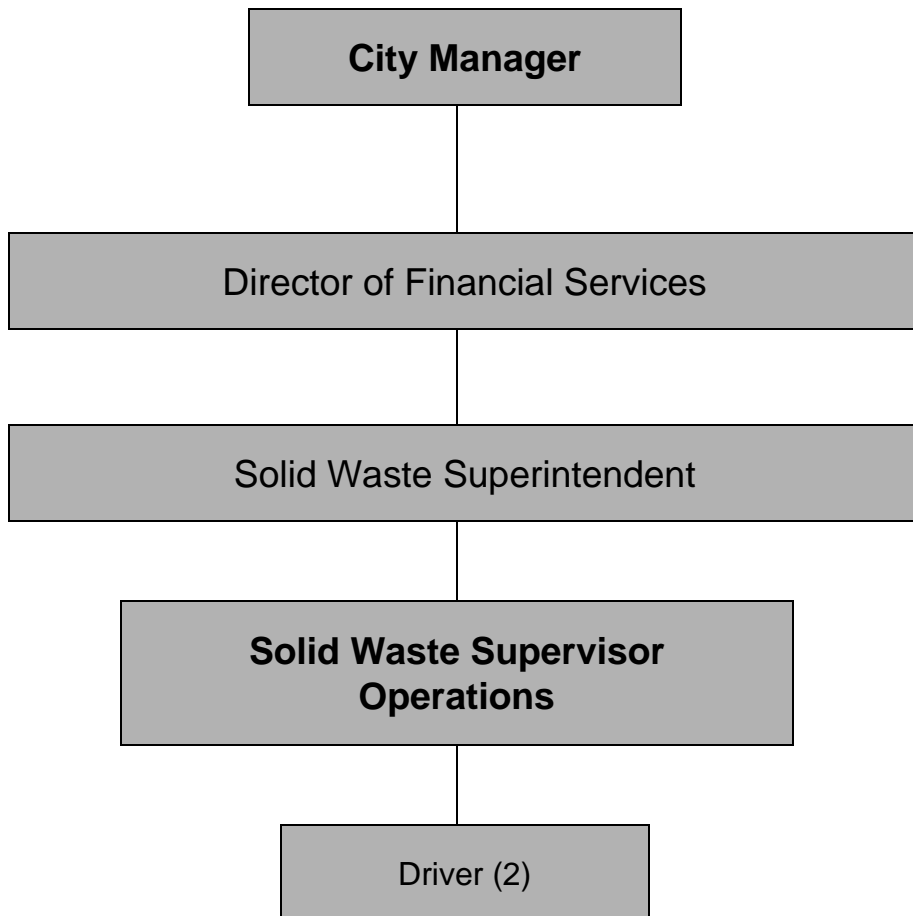 City Manager
Director of Financial Services
Solid Waste Superintendent
Solid Waste Supervisor
Operations
Driver (2)